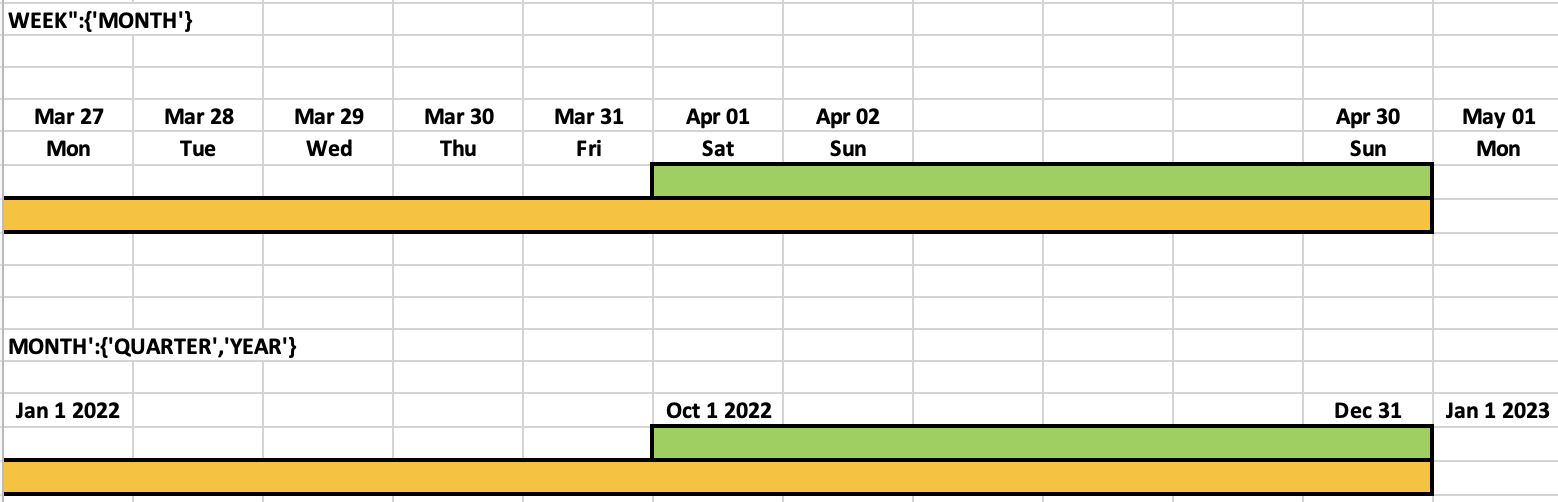 WEEK":{'MONTH'}
Mar 27 Mar 28 Mar 29 Mar 30 Mar 31 Apr 01 Apr 02 Apr 30 May 01
Mon Tue Wed Thu Fri Sat Sun Sun Mon
MONTH':{'QUARTER','YEAR'}
Jan 1 2022 Oct 1 2022 Dec 31 Jan 1 2023